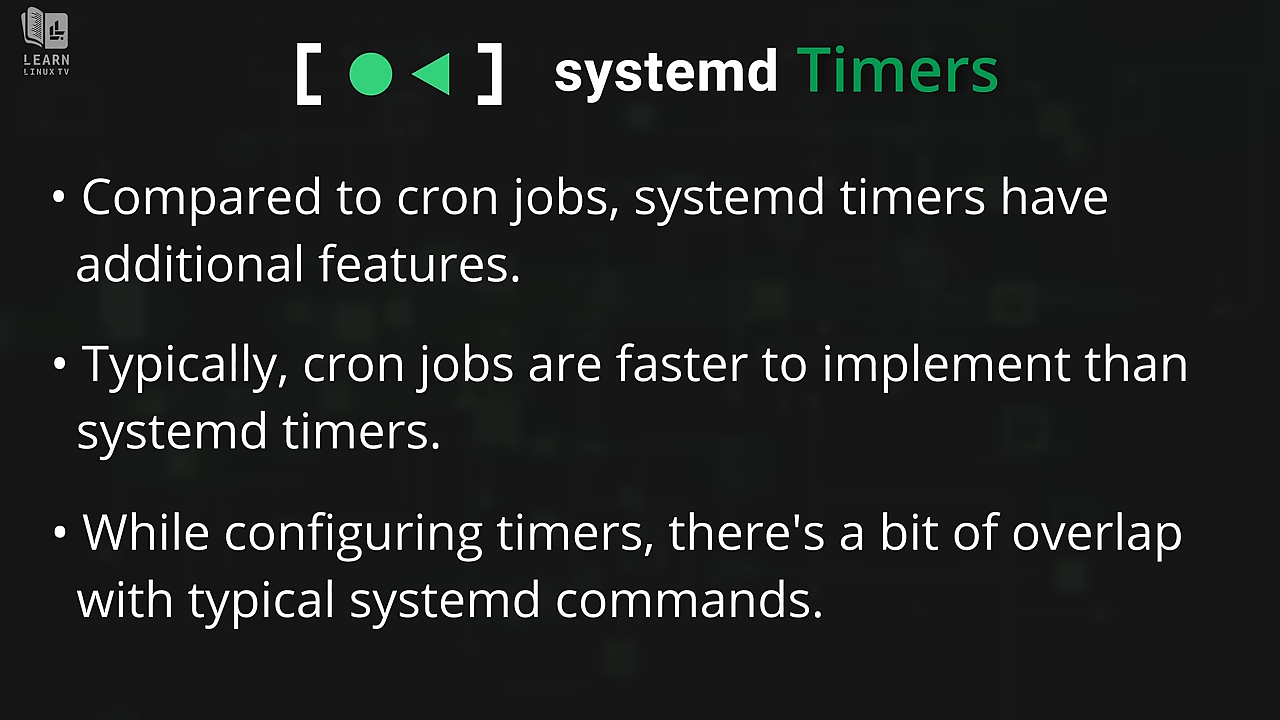 LEARN
LINUX TV
systemd Timers
• Compared to cron jobs, systemd timers have
additional features.
• Typically, cron jobs are faster to implement than
systemd timers.
• While configuring timers, there's a bit of overlap
with typical systemd commands.